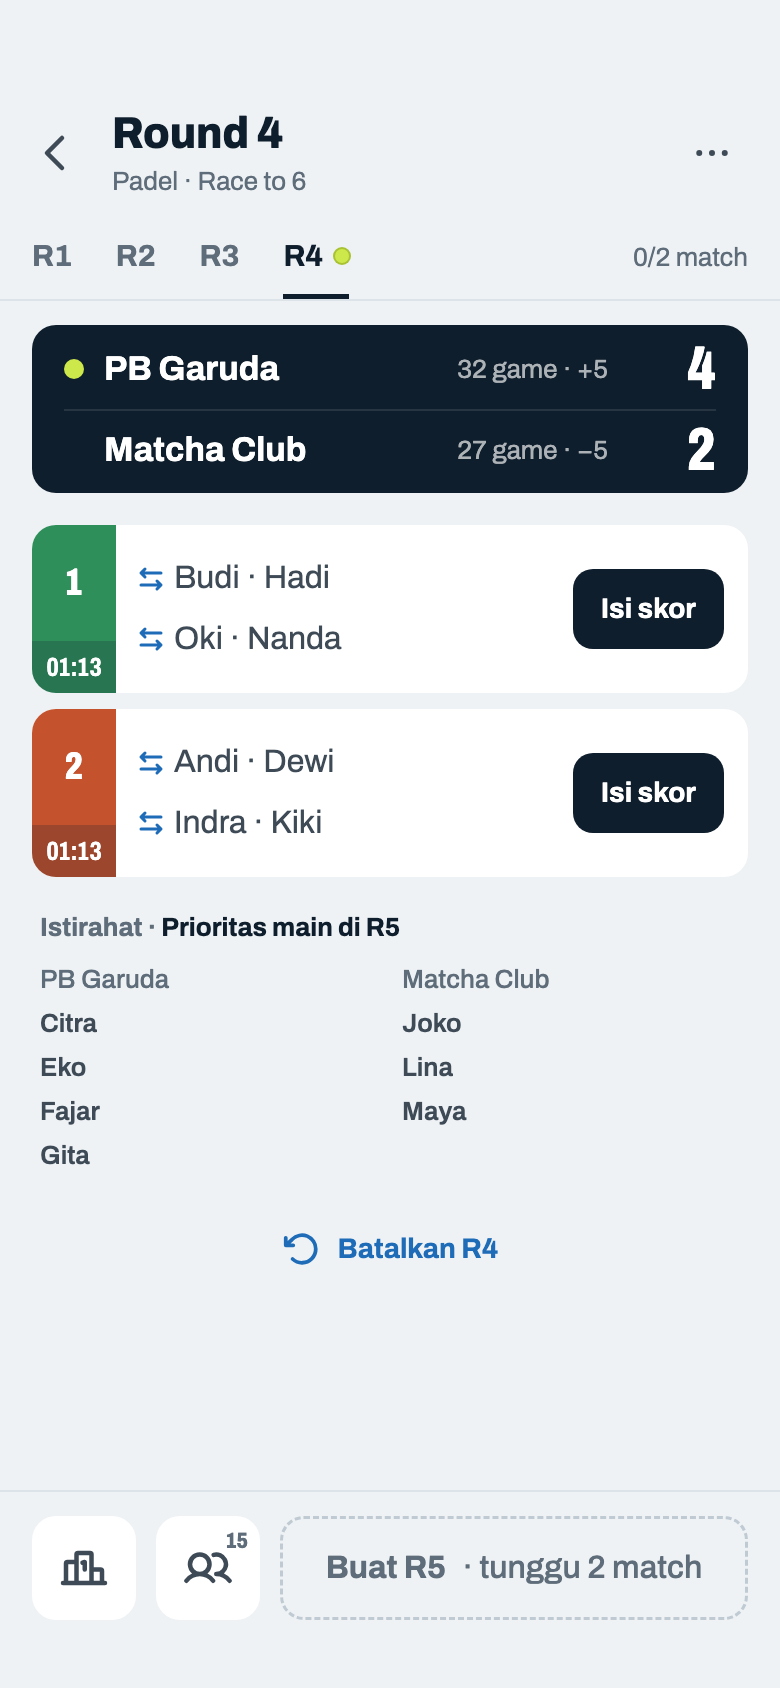 Round 4
Padel · Race to 6
R1 R2 R3 R4 0/2 match
PB Garuda 32 game · +5 4
Matcha Club 27 game · −5 2
1
Budi · Hadi
Oki · Nanda
Isi skor
01:13
2
Andi · Dewi
Indra · Kiki
Isi skor
01:13
Istirahat · Prioritas main di R5
PB Garuda Matcha Club
Citra Joko
Eko Lina
Fajar Maya
Gita
Batalkan R4
15
Buat R5 · tunggu 2 match